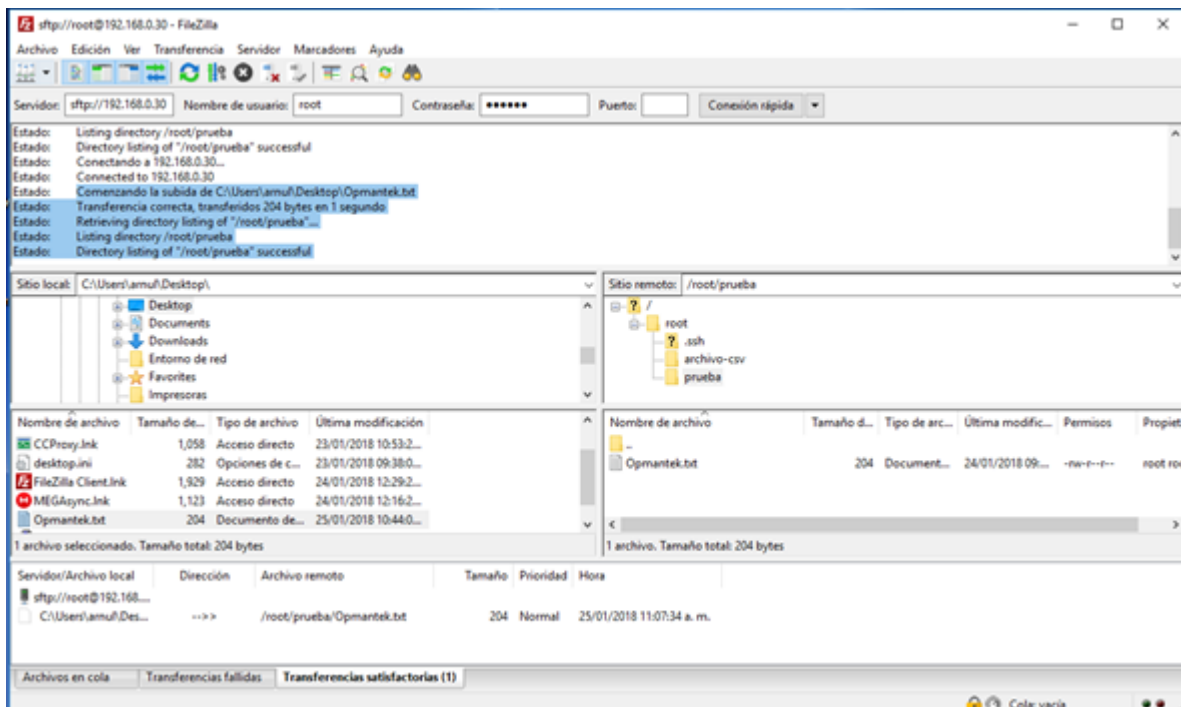 sftp://root@192.168.0.30 - FileZilla
Archivo Edición Ver Transferencia Servidor Marcadores Ayuda
Servidor: sftp://192.168.0.30 Nombre de usuario: root Contraseña: ●●●●●● Puerto: Conexión rápida
Estado: Listing directory /root/prueba
Estado: Directory listing of "/root/prueba" successful
Estado: Conectando a 192.168.0.30...
Estado: Connected to 192.168.0.30
Estado: Comenzando la subida de C:\Users\arnul\Desktop\Opmantek.txt
Estado: Transferencia correcta, transferidos 204 bytes en 1 segundo
Estado: Retrieving directory listing of "/root/prueba"...
Estado: Listing directory /root/prueba
Estado: Directory listing of "/root/prueba" successful
Sitio local: C:\Users\arnul\Desktop\
Desktop
Documents
Downloads
Entorno de red
Favorites
Impresoras
Sitio remoto: /root/prueba
/
root
.ssh
archivo-csv
prueba
Nombre de archivo Tamaño de... Tipo de archivo Última modificación
CCProxy.lnk 1,058 Acceso directo 23/01/2018 10:53:2...
desktop.ini 282 Opciones de c... 23/01/2018 09:38:0...
FileZilla Client.lnk 1,929 Acceso directo 24/01/2018 12:29:2...
MEGAsync.lnk 1,123 Acceso directo 24/01/2018 12:16:2...
Opmantek.txt 204 Documento de... 25/01/2018 10:44:0...
1 archivo seleccionado. Tamaño total: 204 bytes
Nombre de archivo Tamaño d... Tipo de arc... Última modific... Permisos Propiet
..
Opmantek.txt 204 Document... 24/01/2018 09:... -rw-r--r-- root roo
1 archivo. Tamaño total: 204 bytes
Servidor/Archivo local Dirección Archivo remoto Tamaño Prioridad Hora
sftp://root@192.168....
C:\Users\arnul\Des... -->> /root/prueba/Opmantek.txt 204 Normal 25/01/2018 11:07:34 a. m.
Archivos en cola Transferencias fallidas Transferencias satisfactorias (1)
Cola: vacía